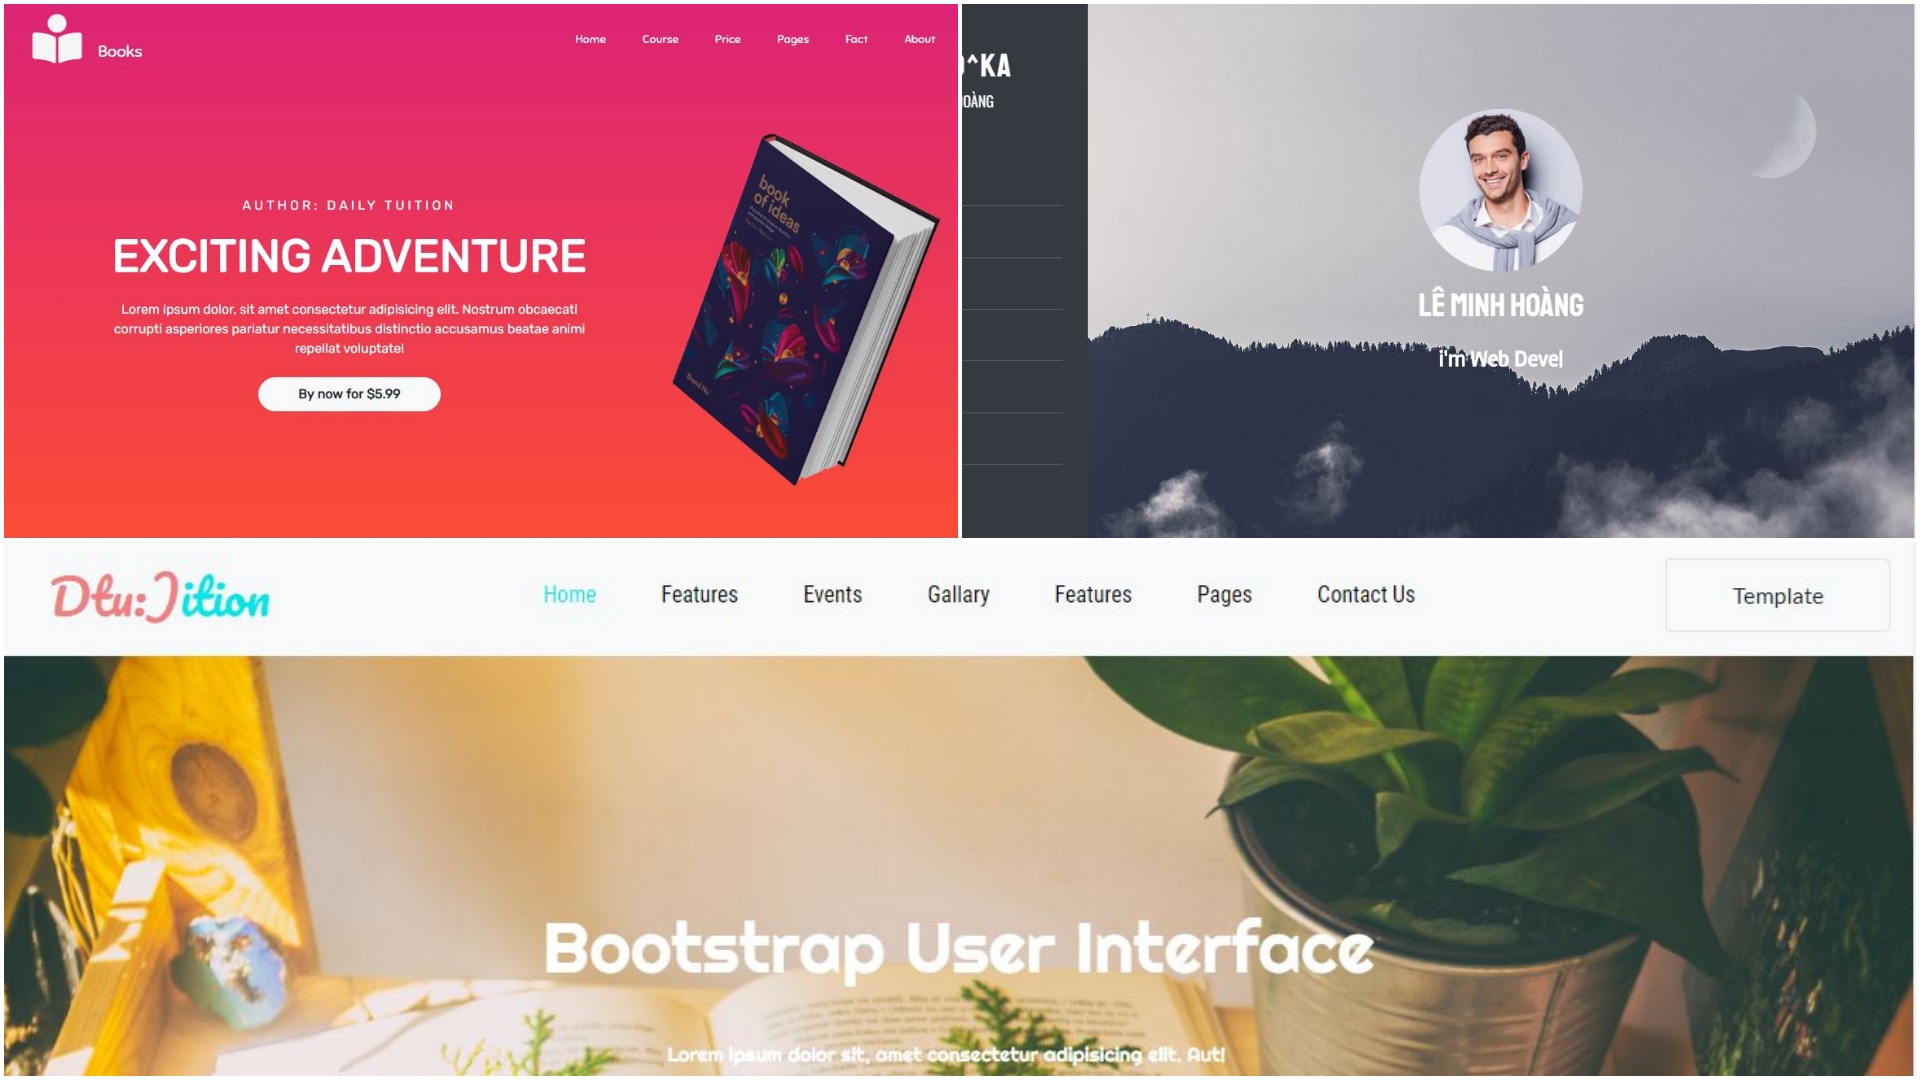 Books
Home Course Price Pages Fact About
AUTHOR: DAILY TUITION
EXCITING ADVENTURE
Lorem ipsum dolor, sit amet consectetur adipisicing elit. Nostrum obcaecati
corrupti asperiores pariatur necessitatibus distinctio accusamus beatae animi
repellat voluptate!
By now for $5.99
book
of ideas
^KA
OÀNG
LÊ MINH HOÀNG
i'm Web Devel
Dtu:)ition
Home Features Events Gallary Features Pages Contact Us
Template
Bootstrap User Interface
Lorem ipsum dolor sit, amet consectetur adipisicing elit. Aut!